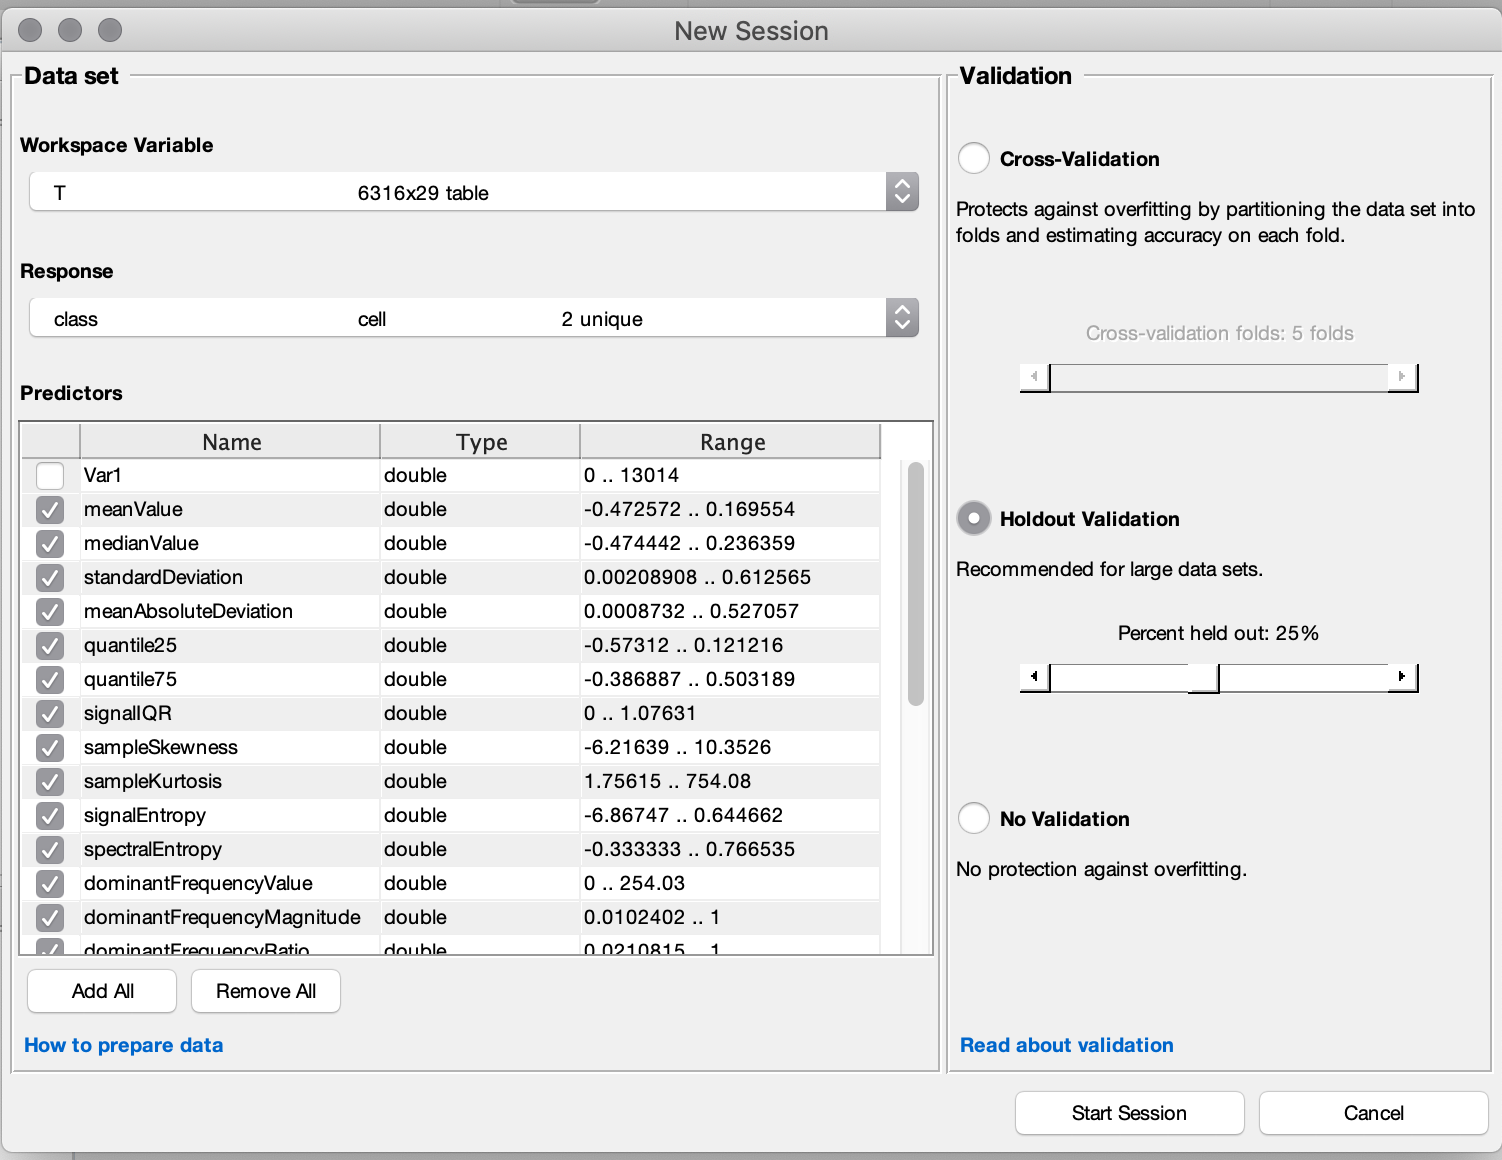 New Session
Data set
Workspace Variable
T 6316x29 table
Response
class cell 2 unique
Predictors
Name Type Range
Var1 double 0 .. 13014
meanValue double -0.472572 .. 0.169554
medianValue double -0.474442 .. 0.236359
standardDeviation double 0.00208908 .. 0.612565
meanAbsoluteDeviation double 0.0008732 .. 0.527057
quantile25 double -0.57312 .. 0.121216
quantile75 double -0.386887 .. 0.503189
signalIQR double 0 .. 1.07631
sampleSkewness double -6.21639 .. 10.3526
sampleKurtosis double 1.75615 .. 754.08
signalEntropy double -6.86747 .. 0.644662
spectralEntropy double -0.333333 .. 0.766535
dominantFrequencyValue double 0 .. 254.03
dominantFrequencyMagnitude double 0.0102402 .. 1
dominantFrequencyRatio double 0.0210815 .. 1
Add All Remove All
How to prepare data
Validation
Cross-Validation
Protects against overfitting by partitioning the data set into
folds and estimating accuracy on each fold.
Cross-validation folds: 5 folds
Holdout Validation
Recommended for large data sets.
Percent held out: 25%
No Validation
No protection against overfitting.
Read about validation
Start Session Cancel